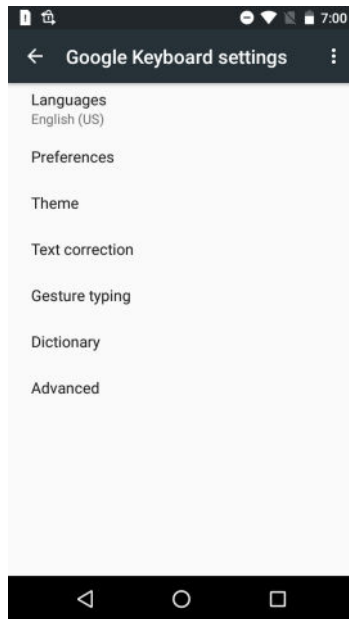 7:00
Google Keyboard settings
Languages
English (US)
Preferences
Theme
Text correction
Gesture typing
Dictionary
Advanced